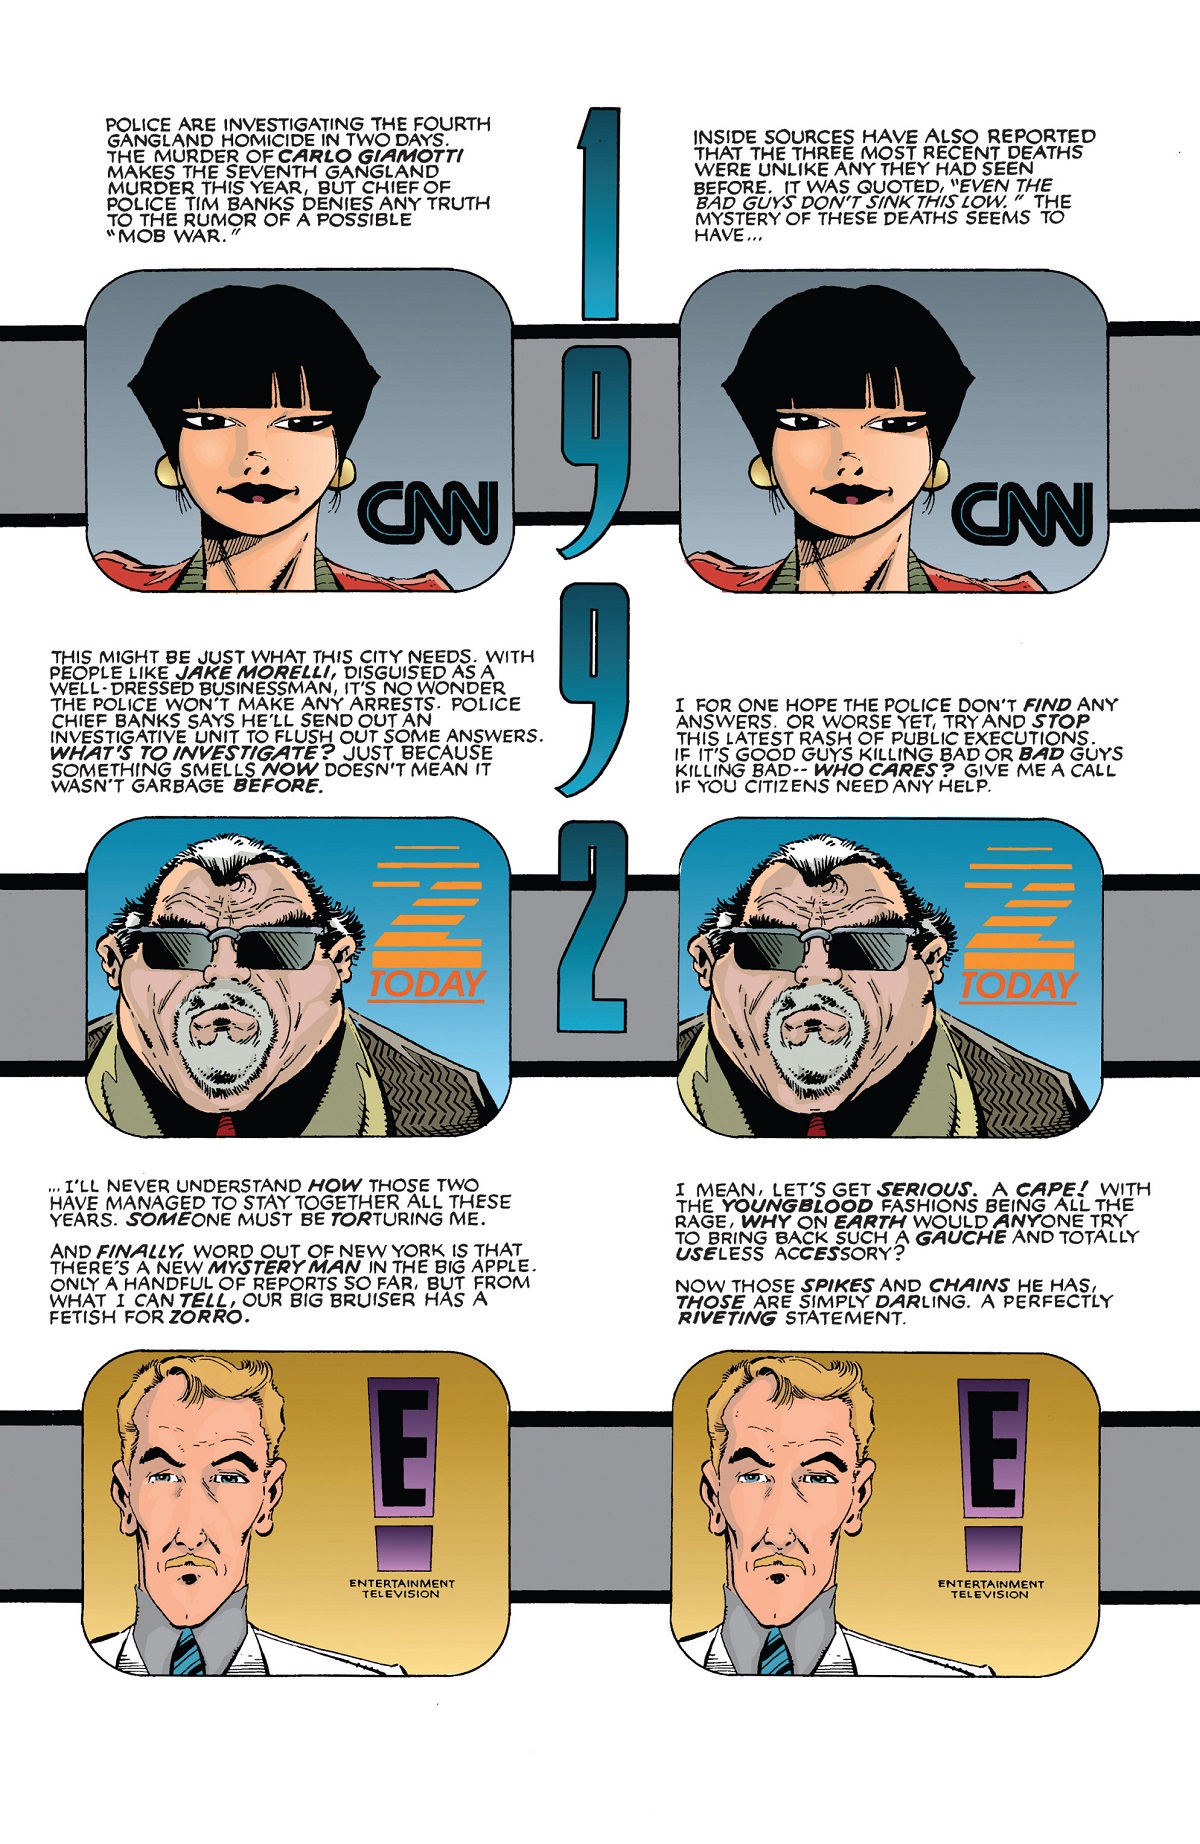 POLICE ARE INVESTIGATING THE FOURTH
GANGLAND HOMICIDE IN TWO DAYS.
THE MURDER OF CARLO GIAMOTTI
MAKES THE SEVENTH GANGLAND
MURDER THIS YEAR, BUT CHIEF OF
POLICE TIM BANKS DENIES ANY TRUTH
TO THE RUMOR OF A POSSIBLE
"MOB WAR."
CNN
1992
INSIDE SOURCES HAVE ALSO REPORTED
THAT THE THREE MOST RECENT DEATHS
WERE UNLIKE ANY THEY HAD SEEN
BEFORE. IT WAS QUOTED, "EVEN THE
BAD GUYS DON'T SINK THIS LOW." THE
MYSTERY OF THESE DEATHS SEEMS TO
HAVE...
CNN
THIS MIGHT BE JUST WHAT THIS CITY NEEDS. WITH
PEOPLE LIKE JAKE MORELLI, DISGUISED AS A
WELL-DRESSED BUSINESSMAN, IT'S NO WONDER
THE POLICE WON'T MAKE ANY ARRESTS. POLICE
CHIEF BANKS SAYS HE'LL SEND OUT AN
INVESTIGATIVE UNIT TO FLUSH OUT SOME ANSWERS.
WHAT'S TO INVESTIGATE? JUST BECAUSE
SOMETHING SMELLS NOW DOESN'T MEAN IT
WASN'T GARBAGE BEFORE.
2
TODAY
I FOR ONE HOPE THE POLICE DON'T FIND ANY
ANSWERS. OR WORSE YET, TRY AND STOP
THIS LATEST RASH OF PUBLIC EXECUTIONS.
IF IT'S GOOD GUYS KILLING BAD OR BAD GUYS
KILLING BAD-- WHO CARES? GIVE ME A CALL
IF YOU CITIZENS NEED ANY HELP.
2
TODAY
...I'LL NEVER UNDERSTAND HOW THOSE TWO
HAVE MANAGED TO STAY TOGETHER ALL THESE
YEARS. SOMEONE MUST BE TORTURING ME.
AND FINALLY, WORD OUT OF NEW YORK IS THAT
THERE'S A NEW MYSTERY MAN IN THE BIG APPLE.
ONLY A HANDFUL OF REPORTS SO FAR, BUT FROM
WHAT I CAN TELL, OUR BIG BRUISER HAS A
FETISH FOR ZORRO.
E!
ENTERTAINMENT
TELEVISION
I MEAN, LET'S GET SERIOUS. A CAPE! WITH
THE YOUNGBLOOD FASHIONS BEING ALL THE
RAGE, WHY ON EARTH WOULD ANYONE TRY
TO BRING BACK SUCH A GAUCHE AND TOTALLY
USELESS ACCESSORY?
NOW THOSE SPIKES AND CHAINS HE HAS,
THOSE ARE SIMPLY DARLING. A PERFECTLY
RIVETING STATEMENT.
E!
ENTERTAINMENT
TELEVISION